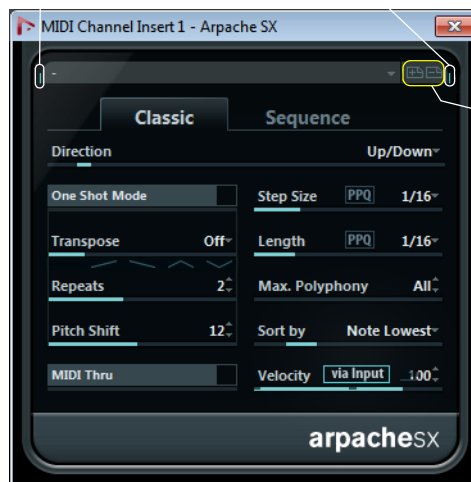 MIDI Channel Insert 1 - Arpache SX
-
Classic Sequence
Direction Up/Down
One Shot Mode Step Size PPQ 1/16
Transpose Off Length PPQ 1/16
Repeats 2 Max. Polyphony All
Pitch Shift 12 Sort by Note Lowest
MIDI Thru Velocity via Input 100
arpacheSX